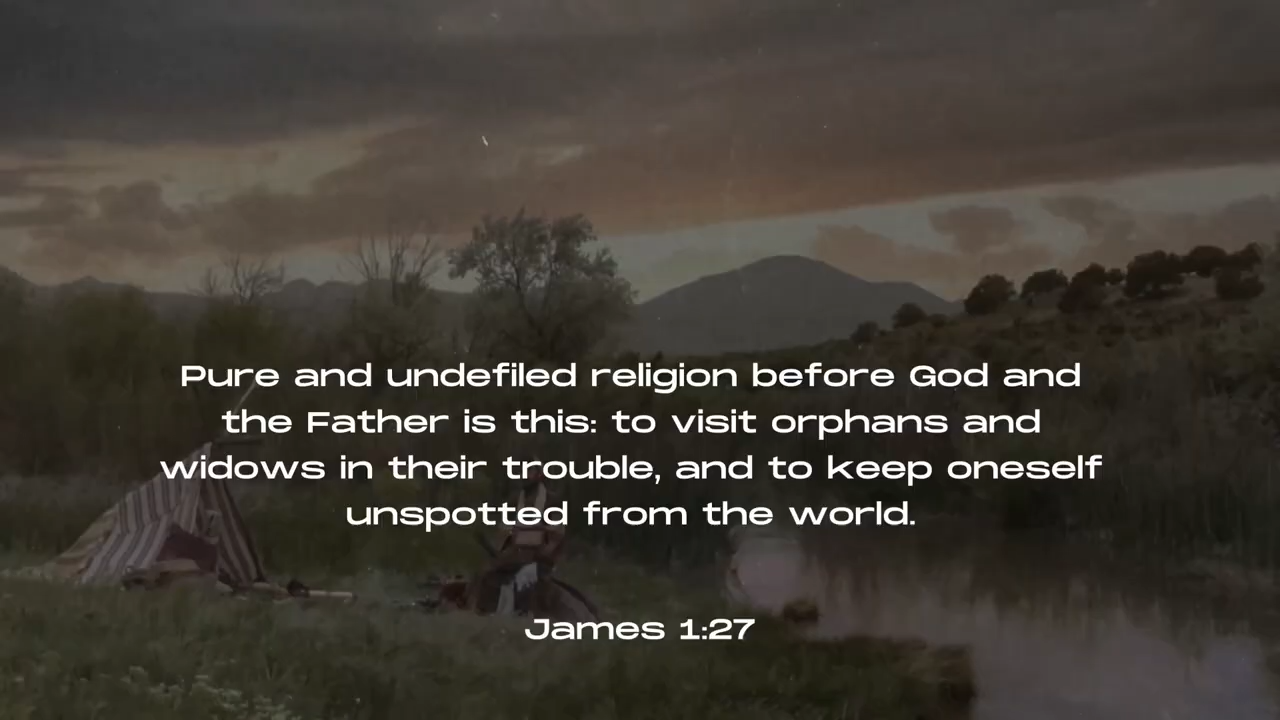 Pure and undefiled religion before God and
the Father is this: to visit orphans and
widows in their trouble, and to keep oneself
unspotted from the world.
James 1:27